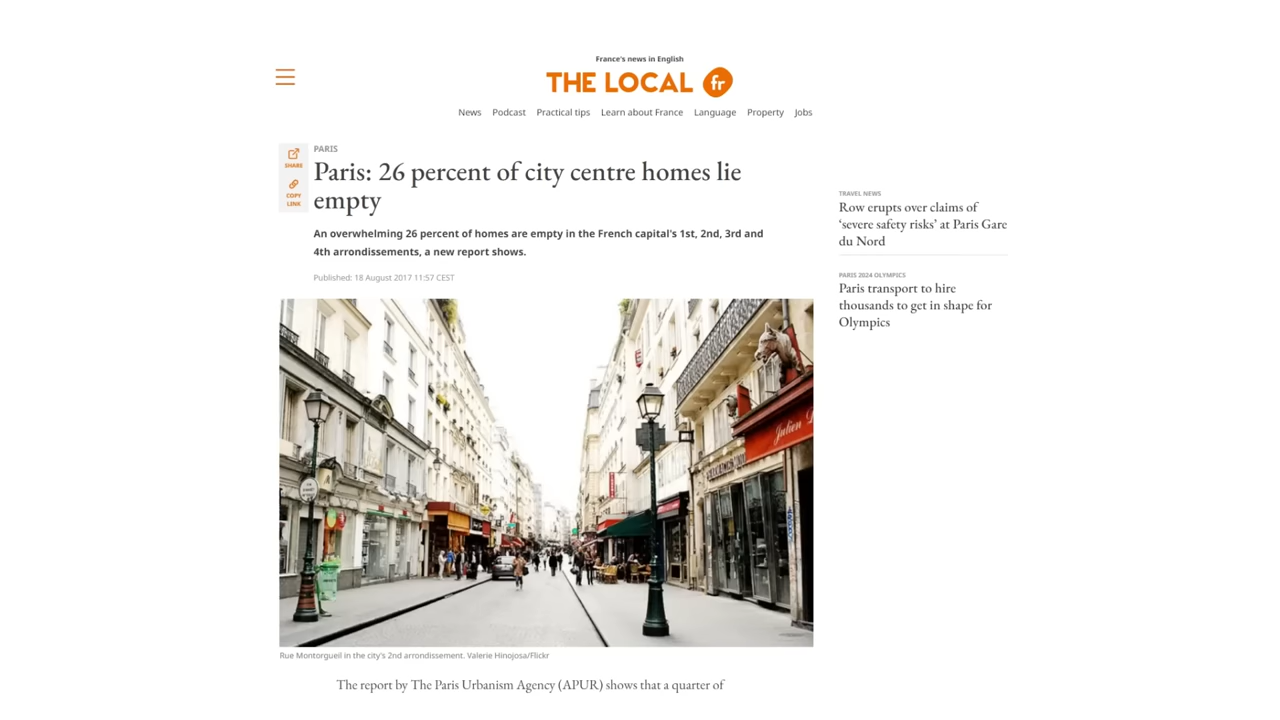 France's news in English
THE LOCAL fr
News Podcast Practical tips Learn about France Language Property Jobs
SHARE
COPY
LINK
PARIS
Paris: 26 percent of city centre homes lie
empty
An overwhelming 26 percent of homes are empty in the French capital's 1st, 2nd, 3rd and
4th arrondissements, a new report shows.
Published: 18 August 2017 11:57 CEST
Julien
Rue Montorgueil in the city's 2nd arrondissement. Valerie Hinojosa/Flickr
The report by The Paris Urbanism Agency (APUR) shows that a quarter of
TRAVEL NEWS
Row erupts over claims of
‘severe safety risks’ at Paris Gare
du Nord
PARIS 2024 OLYMPICS
Paris transport to hire
thousands to get in shape for
Olympics